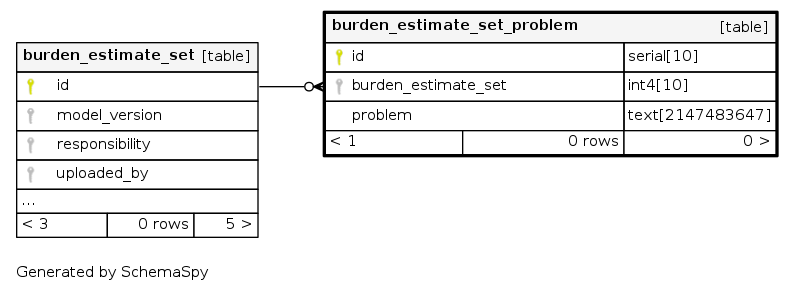 burden_estimate_set [table]
id
model_version
responsibility
uploaded_by
...
< 3 0 rows 5 >
burden_estimate_set_problem [table]
id serial[10]
burden_estimate_set int4[10]
problem text[2147483647]
< 1 0 rows 0 >
Generated by SchemaSpy